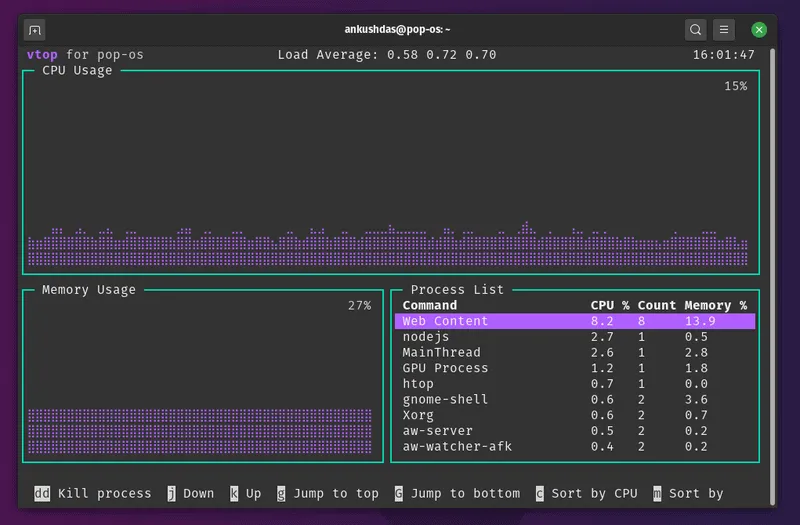 ankushdas@pop-os: ~
vtop for pop-os Load Average: 0.58 0.72 0.70 16:01:47
CPU Usage
15%
Memory Usage
27%
Process List
Command CPU % Count Memory %
Web Content 8.2 8 13.9
nodejs 2.7 1 0.5
MainThread 2.6 1 2.8
GPU Process 1.2 1 1.8
htop 0.7 1 0.0
gnome-shell 0.6 2 3.6
Xorg 0.6 2 0.7
aw-server 0.5 2 0.2
aw-watcher-afk 0.4 2 0.2
dd Kill process j Down k Up g Jump to top G Jump to bottom c Sort by CPU m Sort by